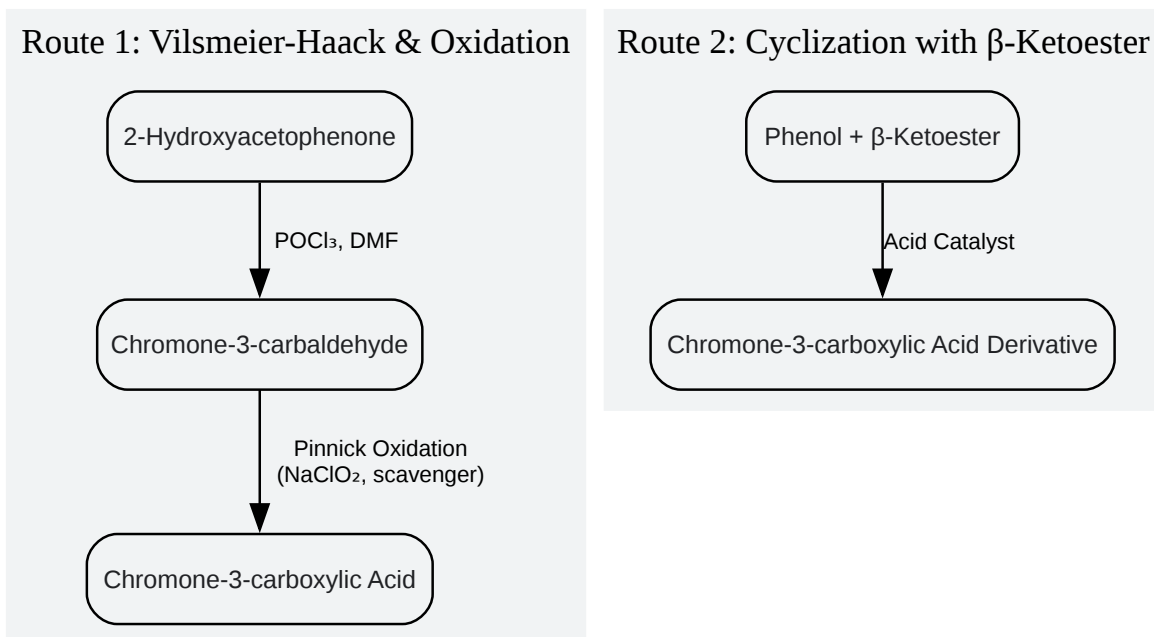 Route 1: Vilsmeier-Haack & Oxidation
2-Hydroxyacetophenone
POCl₃, DMF
Chromone-3-carbaldehyde
Pinnick Oxidation
(NaClO₂, scavenger)
Chromone-3-carboxylic Acid
Route 2: Cyclization with β-Ketoester
Phenol + β-Ketoester
Acid Catalyst
Chromone-3-carboxylic Acid Derivative